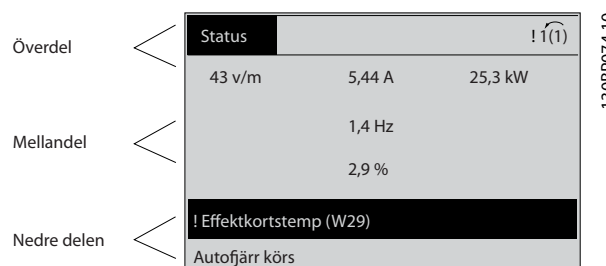 Överdel
Status
! 1(1)
43 v/m 5,44 A 25,3 kW
1,4 Hz
Mellandel
2,9 %
! Effektkortstemp (W29)
Nedre delen
Autofjärr körs